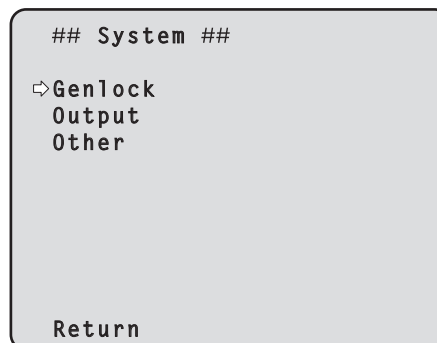 ## System ##
⇨Genlock
Output
Other
Return